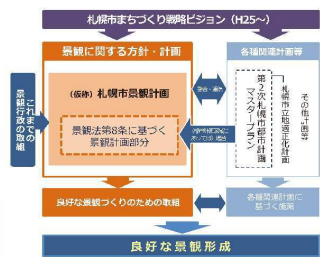 札幌市まちづくり戦略ビジョン（H25～）
景観に関する方針・計画
各種関連計画等
これまでの
景観行政の取組
（仮称）札幌市景観計画
景観法第8条に基づく
景観計画部分
整合・連携
第2次札幌市都市計画
マスタープラン
札幌市立地適正化計画
その他計画等
良好な景観づくりのための取組
各種関連計画に
基づく施策
良好な景観形成